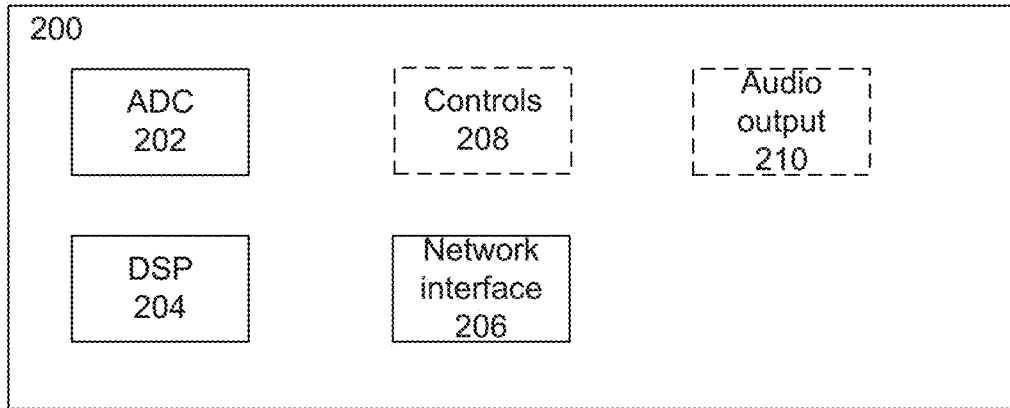 200
ADC
202
Controls
208
Audio
output
210
DSP
204
Network
interface
206